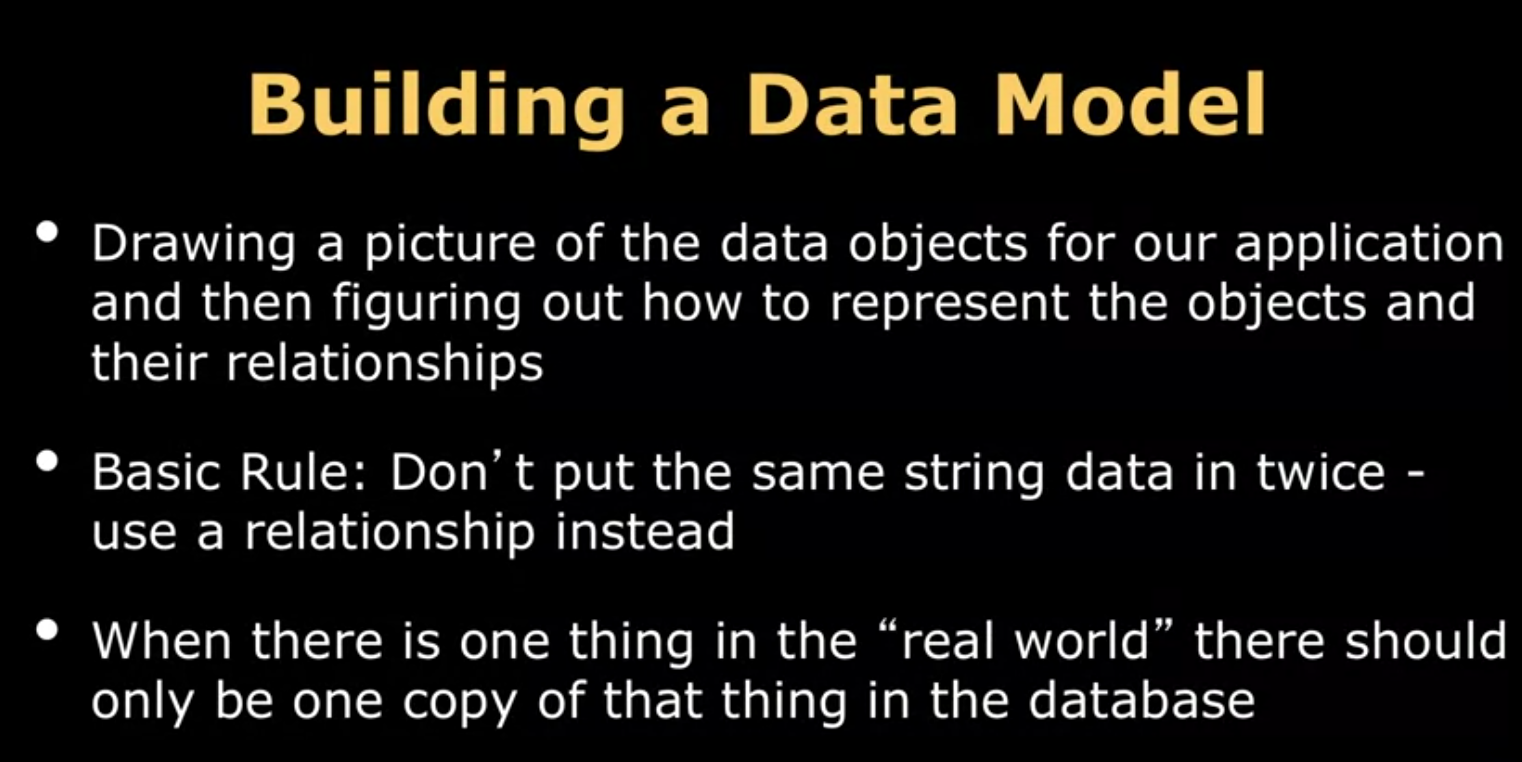 Building a Data Model
• Drawing a picture of the data objects for our application
and then figuring out how to represent the objects and
their relationships
• Basic Rule: Don’t put the same string data in twice -
use a relationship instead
• When there is one thing in the “real world” there should
only be one copy of that thing in the database